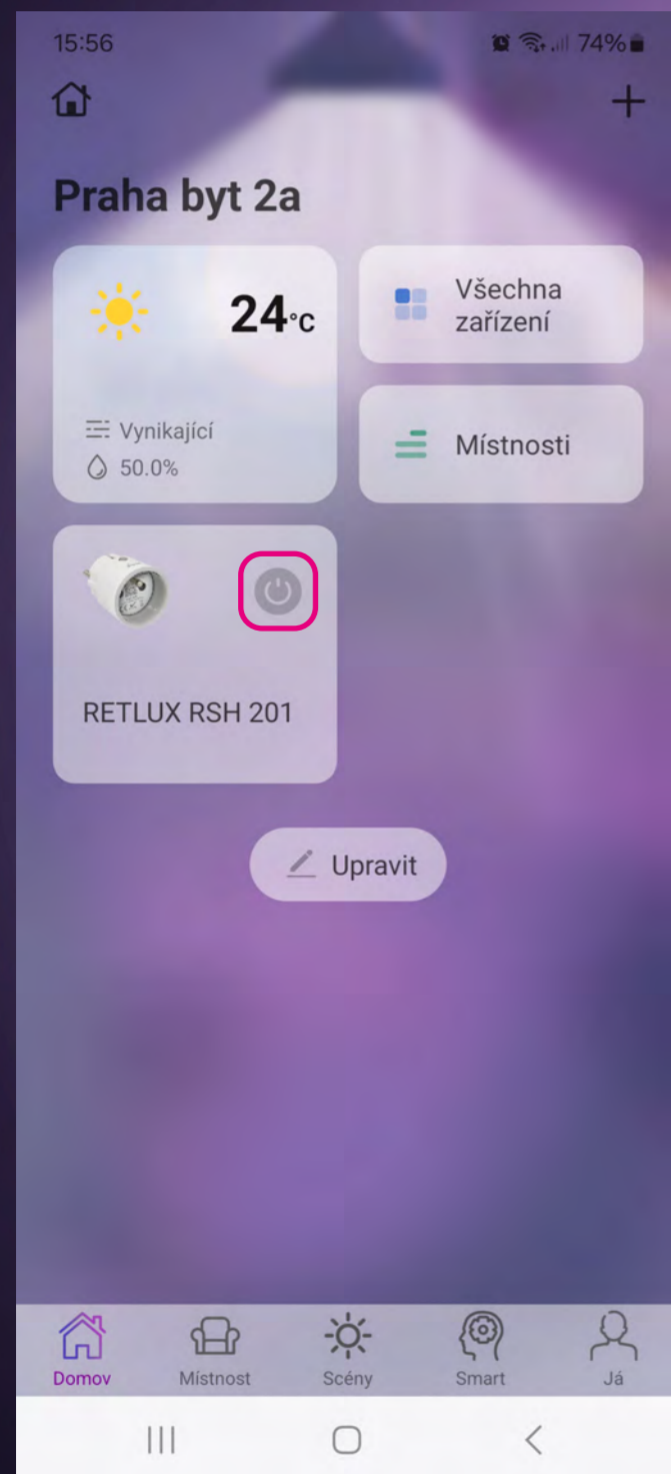 15:56
74%
Praha byt 2a
24°C
Vynikající
50.0%
Všechna
zařízení
Místnosti
RETLUX RSH 201
Upravit
Domov
Místnost
Scény
Smart
Já